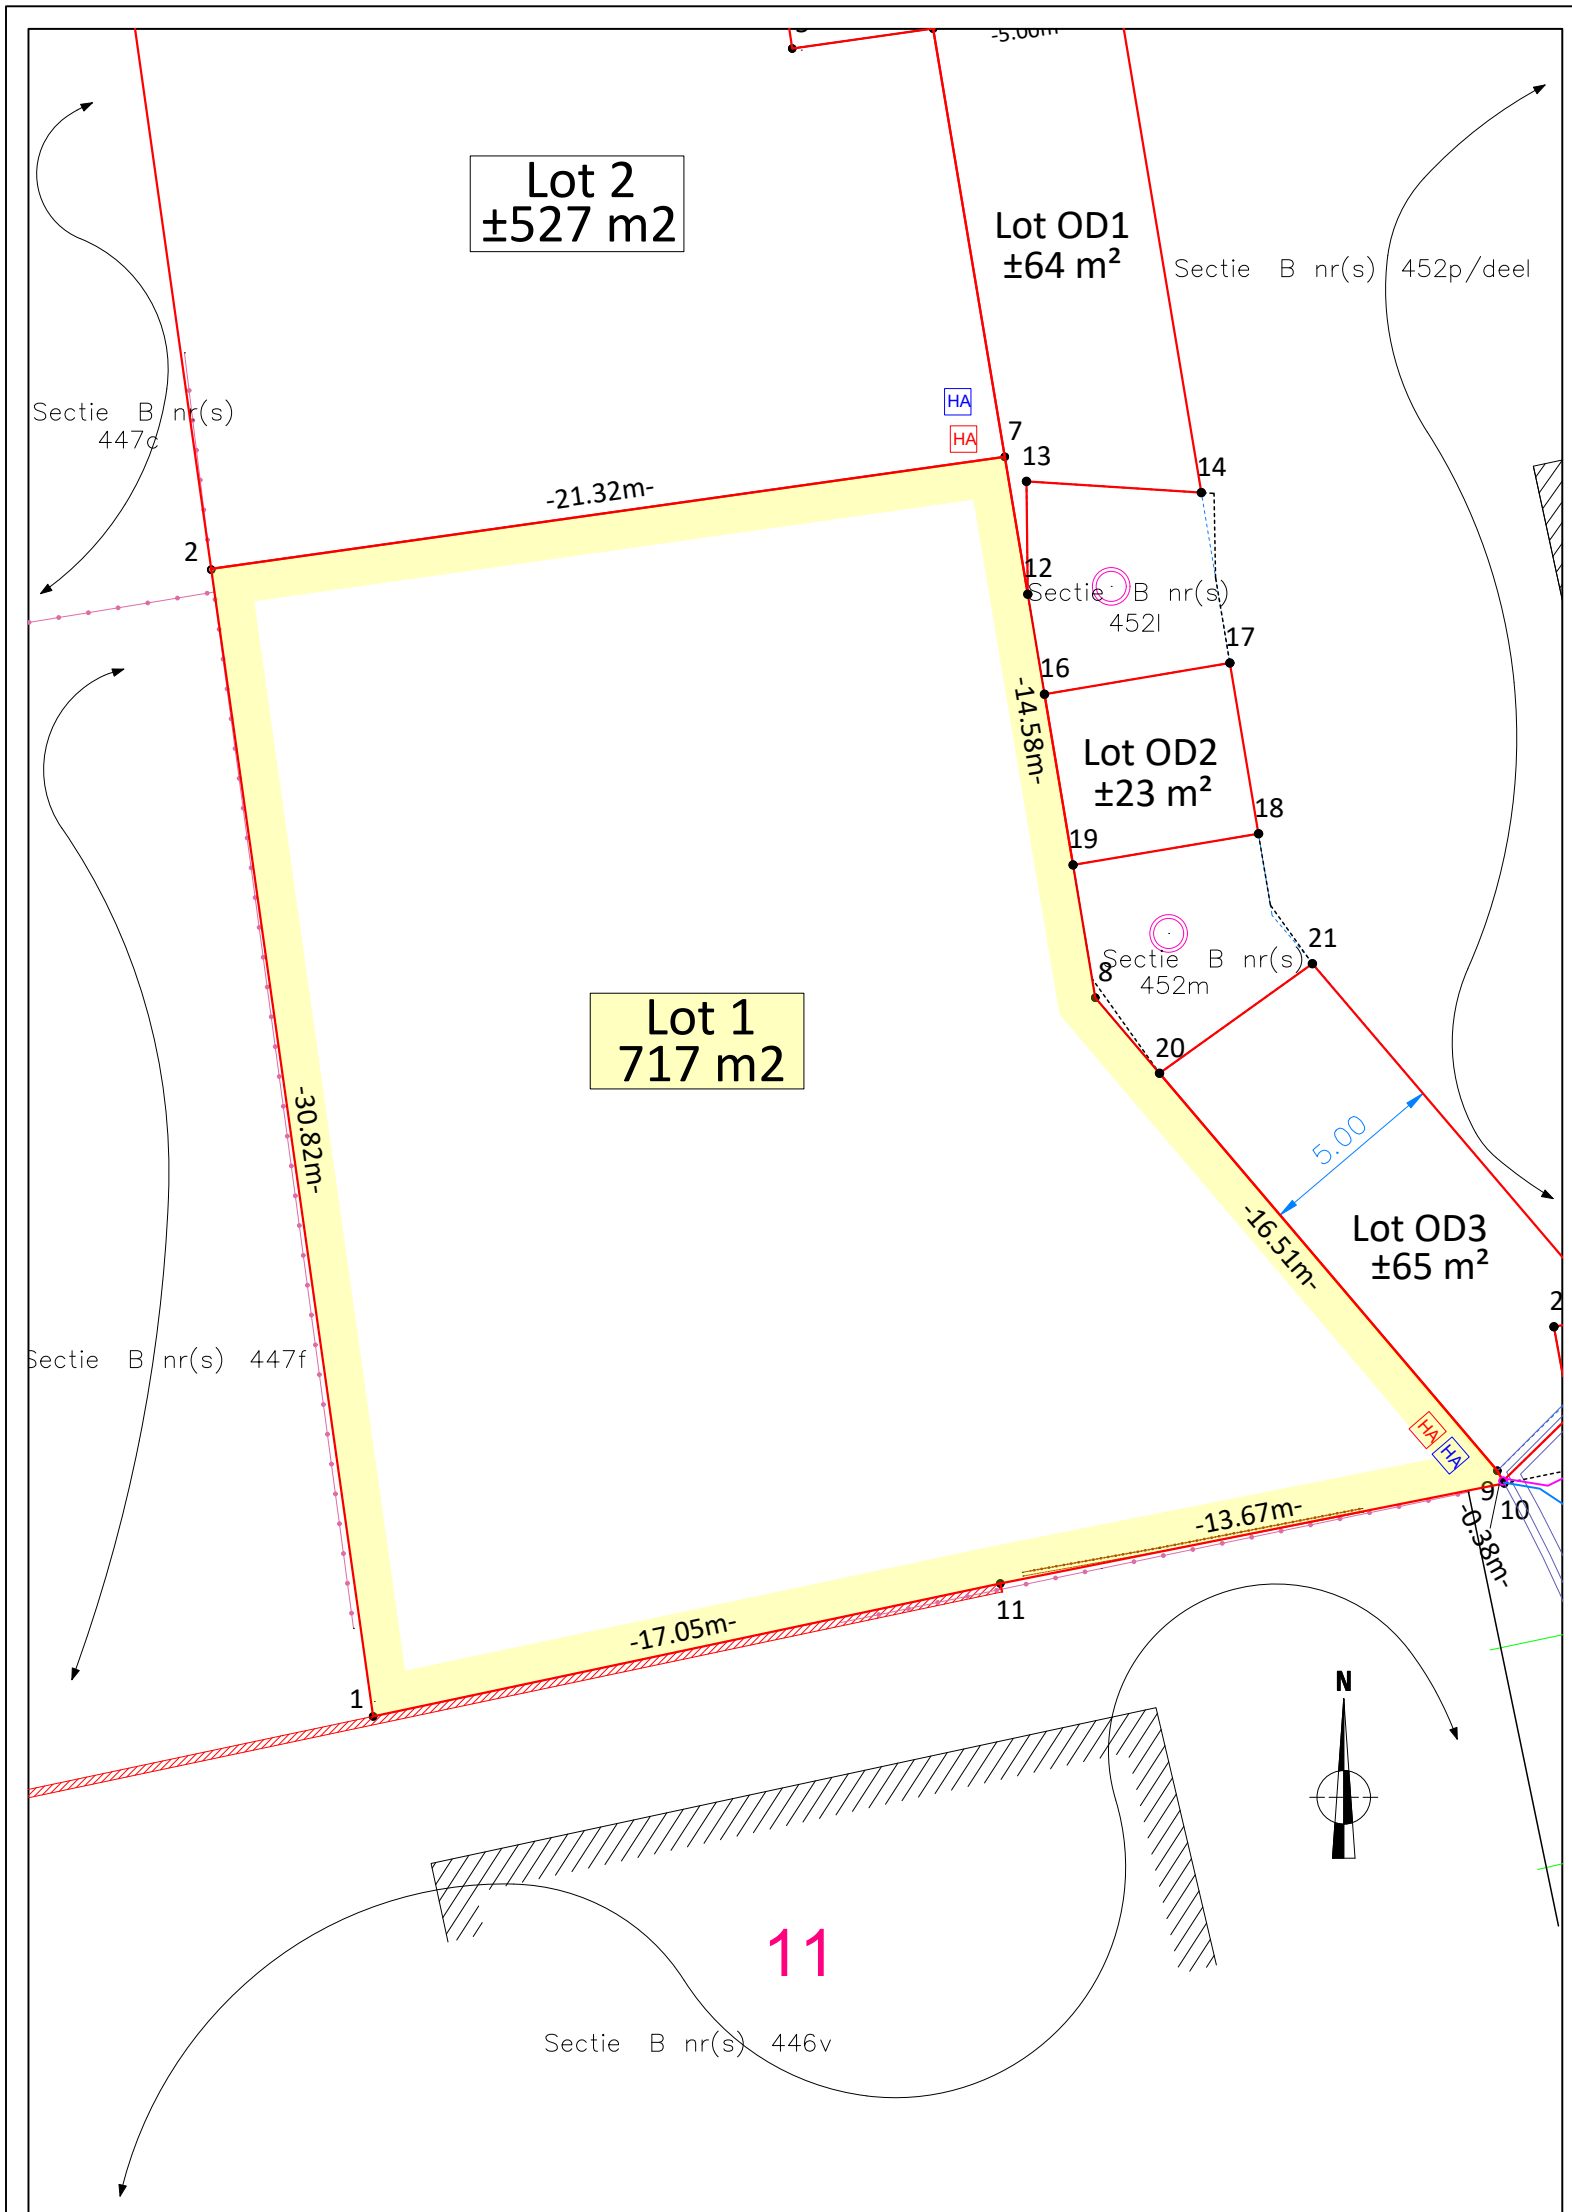 -5.00m-
Lot 2
±527 m2
Lot OD1
±64 m²
Sectie B nr(s) 452p/deel
HA
Sectie B nr(s)
447c
HA
7
13
14
-21.32m-
2
12
Sectie B nr(s)
452l
17
16
-14.58m-
Lot OD2
±23 m²
18
19
21
8
Sectie B nr(s)
452m
Lot 1
717 m2
20
-30.82m-
5.00
-16.51m-
Lot OD3
±65 m²
2
Sectie B nr(s) 447f
HA
HA
9
10
-13.67m-
-0.38m-
11
-17.05m-
1
N
11
Sectie B nr(s) 446v